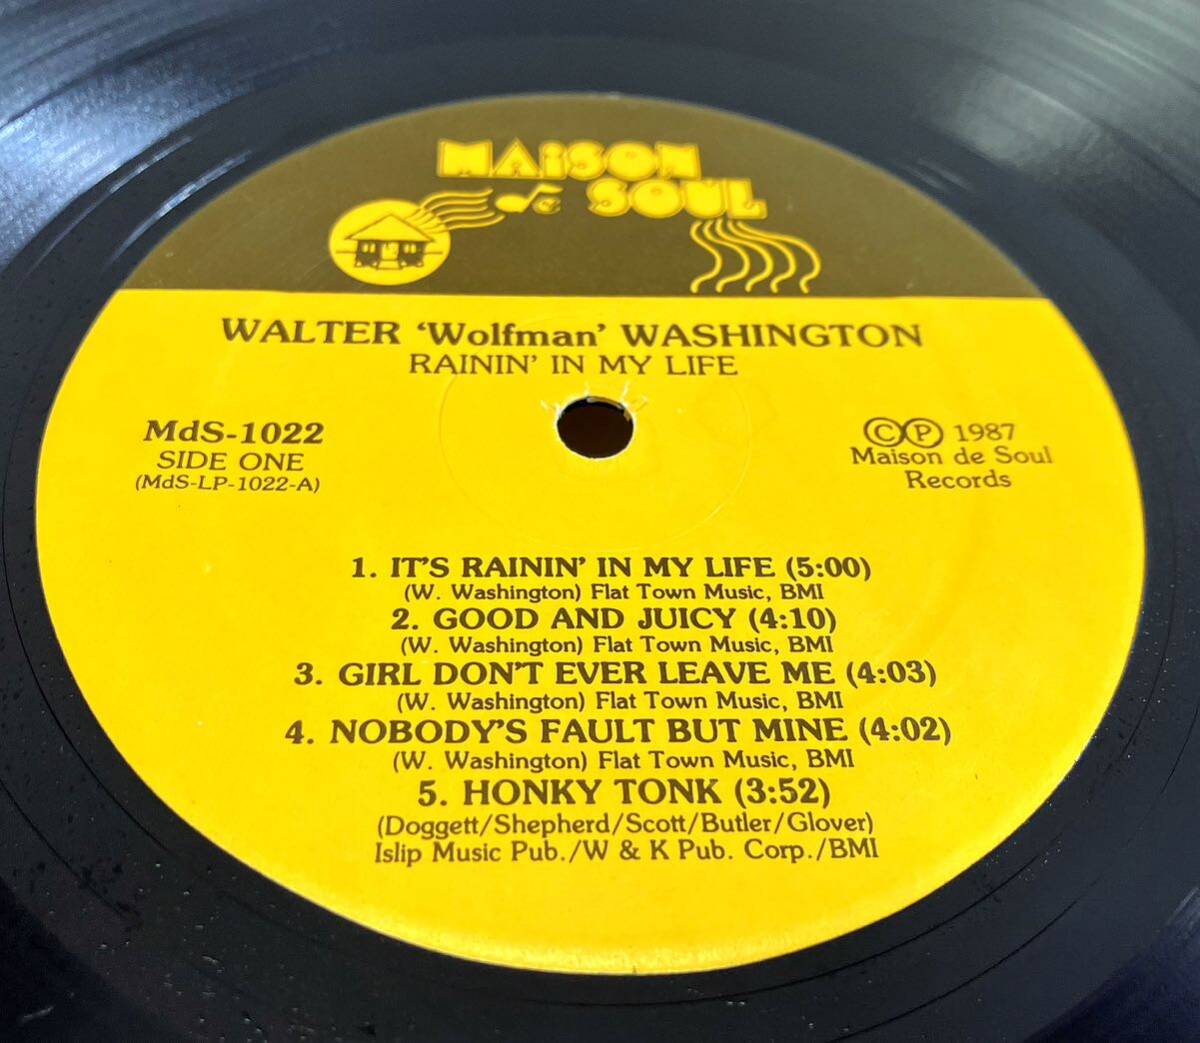 MAiSON
de SOUL
WALTER ‘Wolfman’ WASHINGTON
RAININ’ IN MY LIFE
MdS-1022
SIDE ONE
(MdS-LP-1022-A)
©℗ 1987
Maison de Soul
Records
1. IT’S RAININ’ IN MY LIFE (5:00)
(W. Washington) Flat Town Music, BMI
2. GOOD AND JUICY (4:10)
(W. Washington) Flat Town Music, BMI
3. GIRL DON’T EVER LEAVE ME (4:03)
(W. Washington) Flat Town Music, BMI
4. NOBODY’S FAULT BUT MINE (4:02)
(W. Washington) Flat Town Music, BMI
5. HONKY TONK (3:52)
(Doggett/Shepherd/Scott/Butler/Glover)
Islip Music Pub./W & K Pub. Corp./BMI